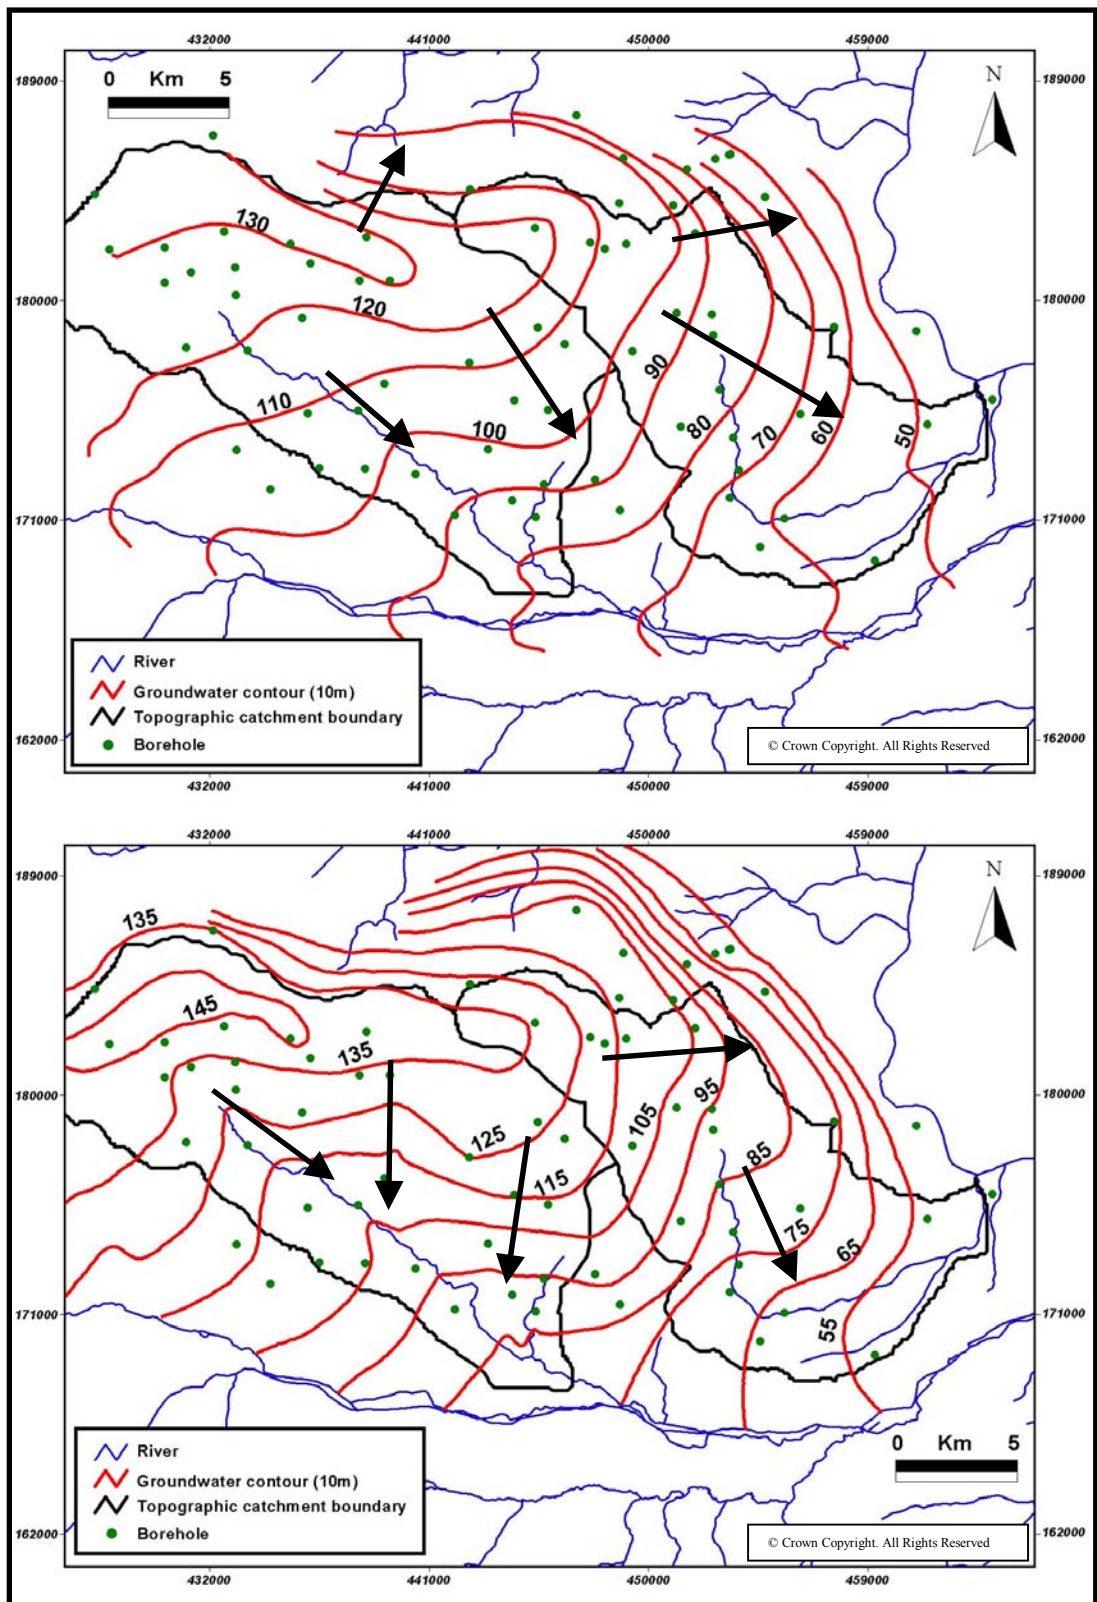 432000 441000 450000 459000
189000 189000
0 Km 5
N
130
180000 180000
120
90
110
100
80
70
60
50
171000 171000
River
Groundwater contour (10m)
Topographic catchment boundary
Borehole
162000 162000
© Crown Copyright. All Rights Reserved
432000 441000 450000 459000
432000 441000 450000 459000
189000 189000
N
135
145
135
180000 180000
95
105
125
85
115
75
65
55
171000 171000
0 Km 5
River
Groundwater contour (10m)
Topographic catchment boundary
Borehole
162000 162000
© Crown Copyright. All Rights Reserved
432000 441000 450000 459000